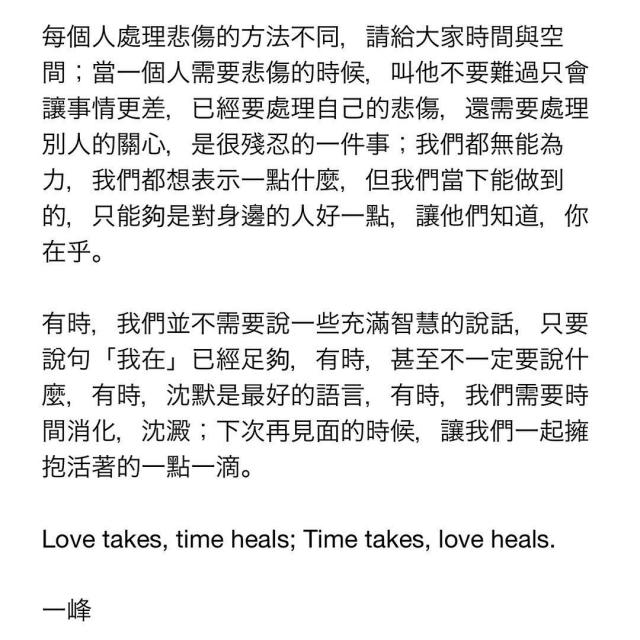 每個人處理悲傷的方法不同，請給大家時間與空
間；當一個人需要悲傷的時候，叫他不要難過只會
讓事情更差，已經要處理自己的悲傷，還需要處理
別人的關心，是很殘忍的一件事；我們都無能為
力，我們都想表示一點什麼，但我們當下能做到
的，只能夠是對身邊的人好一點，讓他們知道，你
在乎。
有時，我們並不需要說一些充滿智慧的說話，只要
說句「我在」已經足夠，有時，甚至不一定要說什
麼，有時，沈默是最好的語言，有時，我們需要時
間消化，沈澱；下次再見面的時候，讓我們一起擁
抱活著的一點一滴。
Love takes, time heals; Time takes, love heals.
一峰